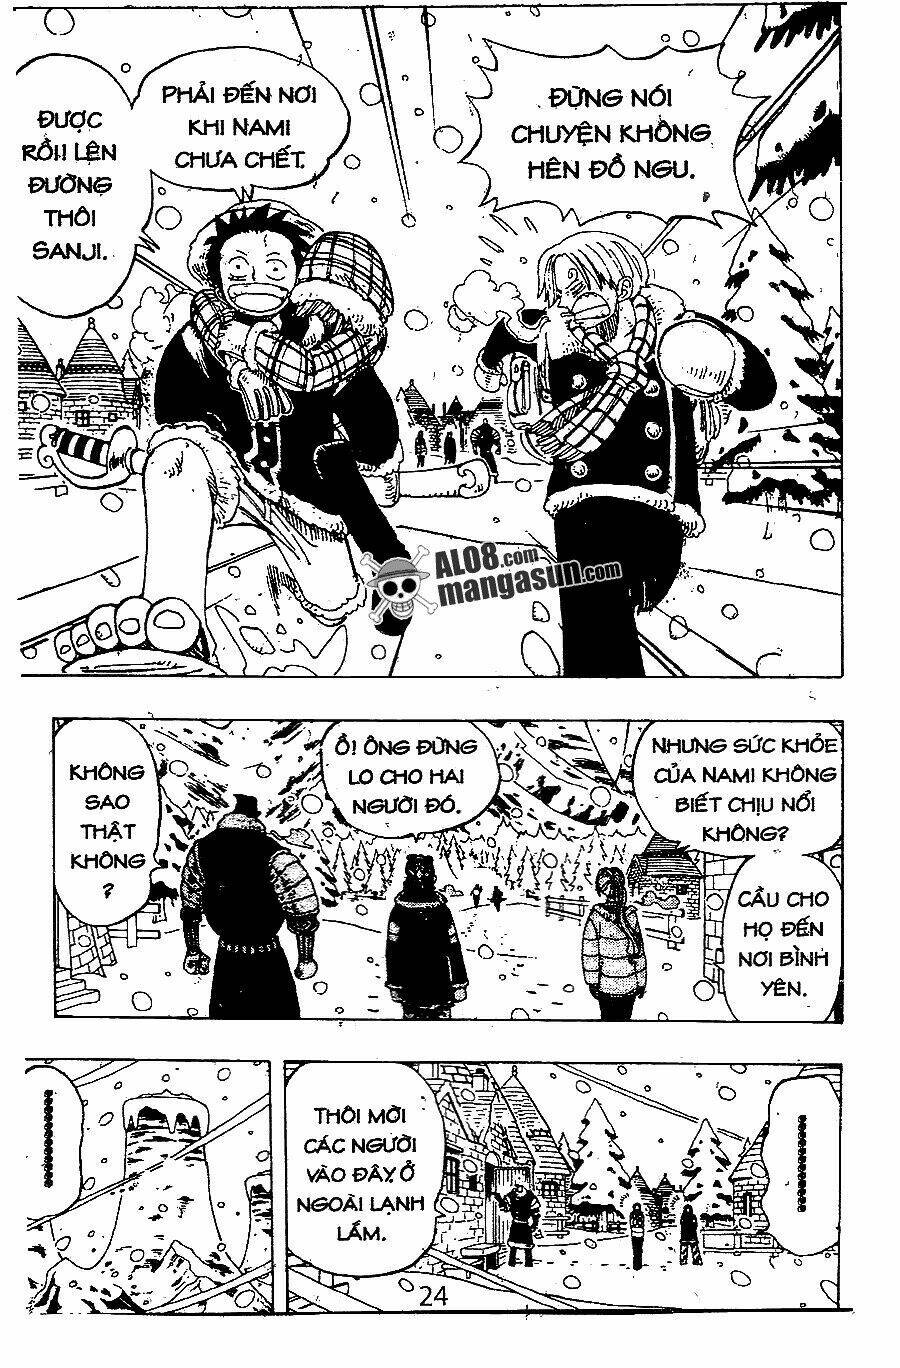 ĐỪNG NÓI
CHUYỆN KHÔNG
HÊN ĐỒ NGU.
PHẢI ĐẾN NƠI
KHI NAMI
CHƯA CHẾT.
ĐƯỢC
RỒI! LÊN
ĐƯỜNG
THÔI
SANJI.
ALO8.com
mangasun.com
NHƯNG SỨC KHỎE
CỦA NAMI KHÔNG
BIẾT CHỊU NỔI
KHÔNG?
CẦU CHO
HỌ ĐẾN
NƠI BÌNH
YÊN.
Ồ! ÔNG ĐỪNG
LO CHO HAI
NGƯỜI ĐÓ.
KHÔNG
SAO
THẬT
KHÔNG
?
THÔI MỜI
CÁC NGƯỜI
VÀO ĐÂY, Ở
NGOÀI LẠNH
LẮM.
24